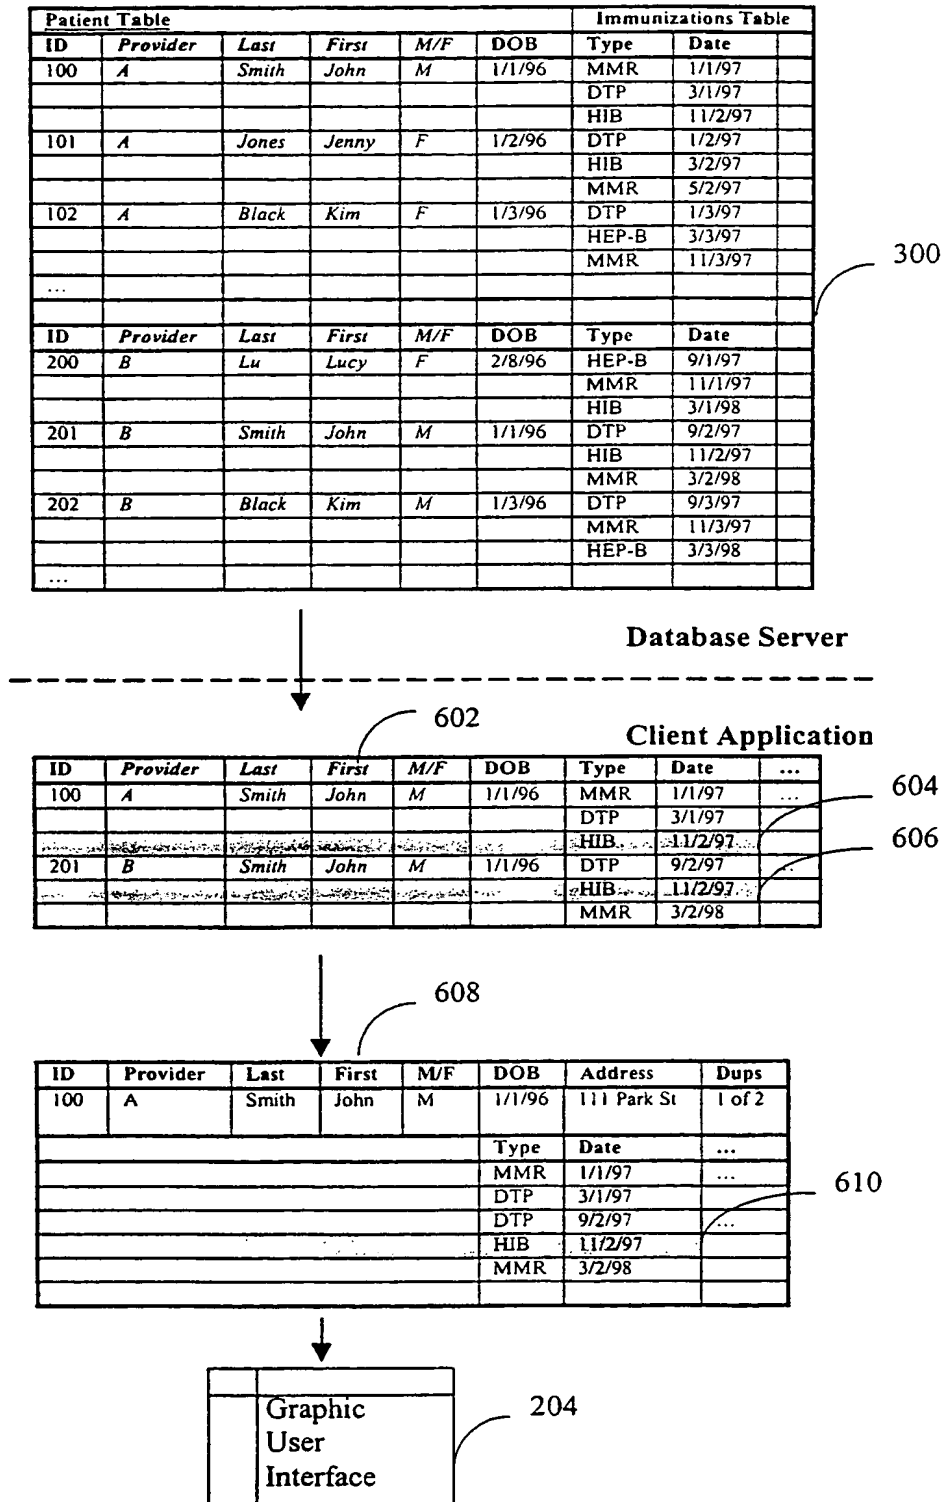 Patient Table Immunizations Table
ID Provider Last First M/F DOB Type Date
100 A Smith John M 1/1/96 MMR 1/1/97
DTP 3/1/97
HIB 11/2/97
101 A Jones Jenny F 1/2/96 DTP 1/2/97
HIB 3/2/97
MMR 5/2/97
102 A Black Kim F 1/3/96 DTP 1/3/97
HEP-B 3/3/97
MMR 11/3/97
300
...
ID Provider Last First M/F DOB Type Date
200 B Lu Lucy F 2/8/96 HEP-B 9/1/97
MMR 11/1/97
HIB 3/1/98
201 B Smith John M 1/1/96 DTP 9/2/97
HIB 11/2/97
MMR 3/2/98
202 B Black Kim M 1/3/96 DTP 9/3/97
MMR 11/3/97
HEP-B 3/3/98
...
Database Server
602
Client Application
ID Provider Last First M/F DOB Type Date ...
100 A Smith John M 1/1/96 MMR 1/1/97 ...
604
DTP 3/1/97
HIB 11/2/97
606
201 B Smith John M 1/1/96 DTP 9/2/97 ...
HIB 11/2/97
MMR 3/2/98
608
ID Provider Last First M/F DOB Address Dups
100 A Smith John M 1/1/96 111 Park St 1 of 2
Type Date ...
MMR 1/1/97 ...
DTP 3/1/97
610
DTP 9/2/97 ...
HIB 11/2/97
MMR 3/2/98
204
Graphic
User
Interface